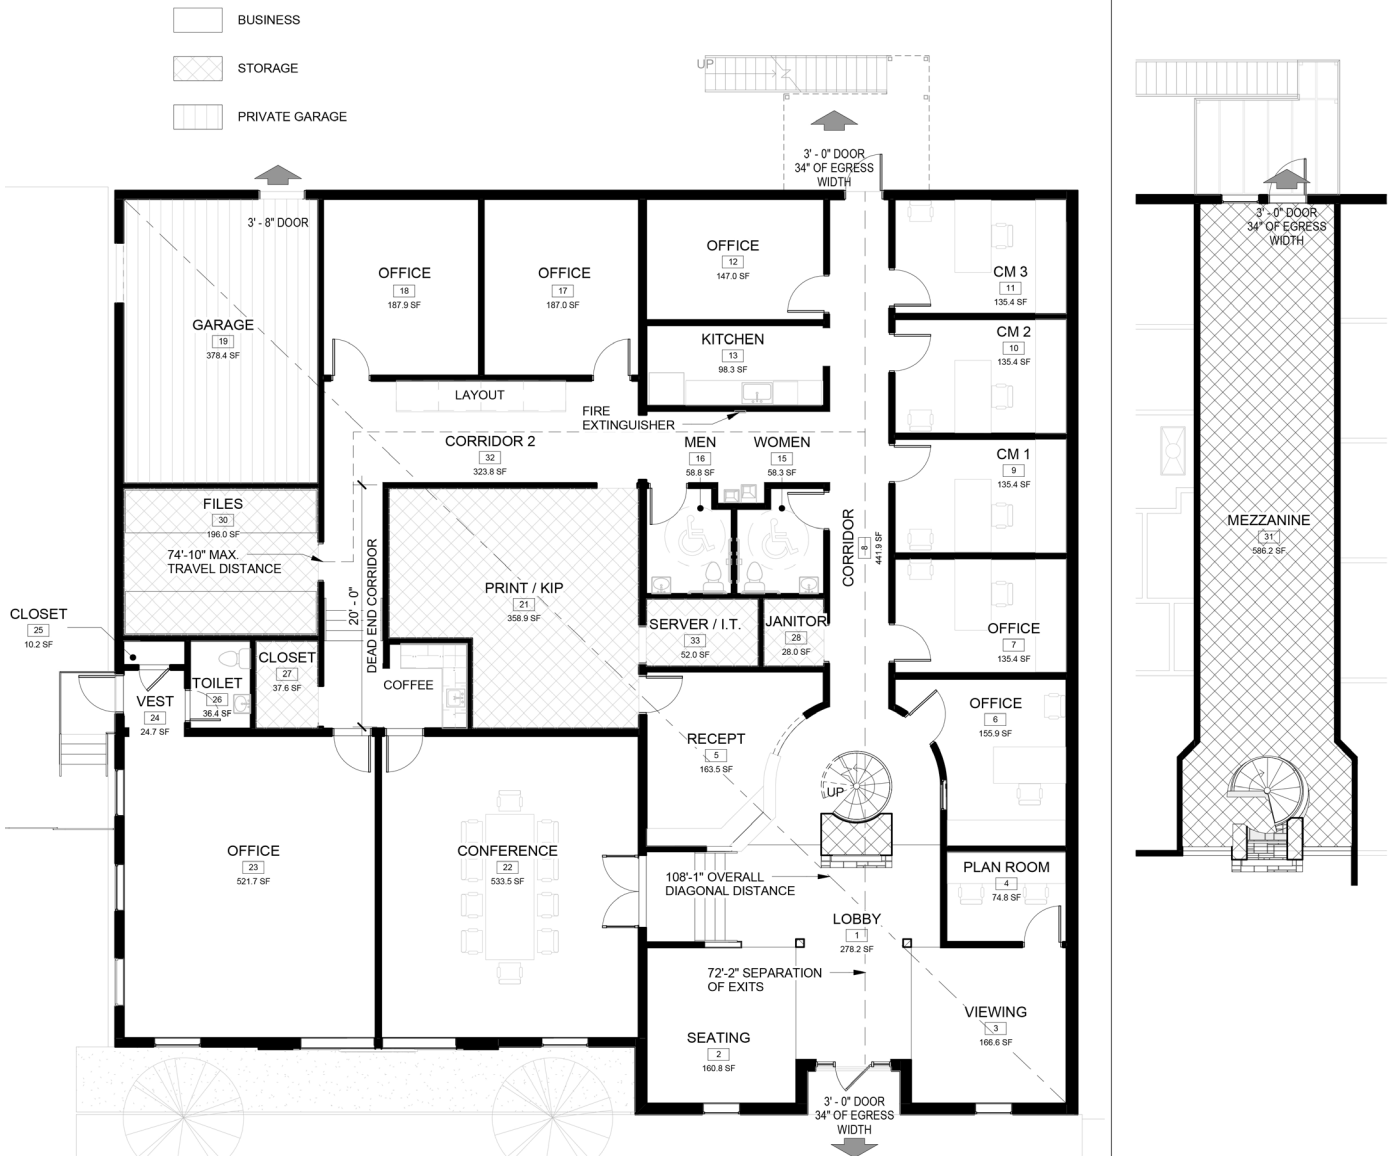 BUSINESS
STORAGE
PRIVATE GARAGE
UP
3' - 0" DOOR
34" OF EGRESS
WIDTH
3' - 8" DOOR
3' - 0" DOOR
34" OF EGRESS
WIDTH
OFFICE
12
147.0 SF
OFFICE
18
187.9 SF
OFFICE
17
187.0 SF
CM 3
11
135.4 SF
GARAGE
19
378.4 SF
KITCHEN
13
98.3 SF
CM 2
10
135.4 SF
LAYOUT
FIRE
EXTINGUISHER
CORRIDOR 2
32
323.8 SF
MEN
16
58.8 SF
WOMEN
15
58.3 SF
CM 1
9
135.4 SF
FILES
30
196.0 SF
74'-10" MAX.
TRAVEL DISTANCE
20' - 0"
DEAD END CORRIDOR
CORRIDOR
8
441.9 SF
MEZZANINE
31
586.2 SF
PRINT / KIP
21
358.9 SF
CLOSET
25
10.2 SF
SERVER / I.T.
33
52.0 SF
JANITOR
28
28.0 SF
OFFICE
7
135.4 SF
CLOSET
27
37.6 SF
TOILET
26
36.4 SF
COFFEE
VEST
24
24.7 SF
OFFICE
6
155.9 SF
RECEPT
5
163.5 SF
UP
OFFICE
23
521.7 SF
CONFERENCE
22
533.5 SF
108'-1" OVERALL
DIAGONAL DISTANCE
PLAN ROOM
4
74.8 SF
LOBBY
1
278.2 SF
72'-2" SEPARATION
OF EXITS
SEATING
2
160.8 SF
VIEWING
3
166.6 SF
3' - 0" DOOR
34" OF EGRESS
WIDTH